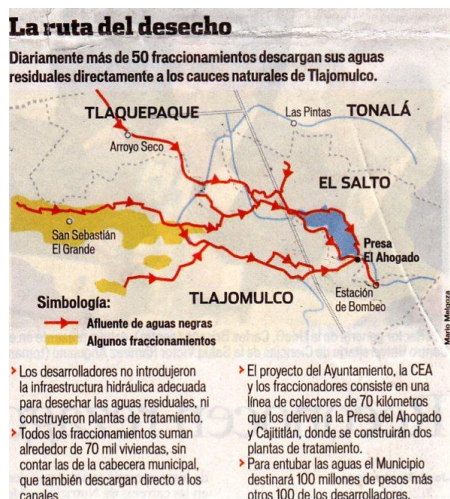 La ruta del desecho
Diariamente más de 50 fraccionamientos descargan sus aguas
residuales directamente a los cauces naturales de Tlajomulco.
TLAQUEPAQUE
Las Pintas
TONALÁ
Arroyo Seco
EL SALTO
San Sebastián
El Grande
Presa
El Ahogado
TLAJOMULCO
Estación
de Bombeo
Simbología:
Afluente de aguas negras
Algunos fraccionamientos
> Los desarrolladores no introdujeron
la infraestructura hidráulica adecuada
para desechar las aguas residuales, ni
construyeron plantas de tratamiento.
> Todos los fraccionamientos suman
alrededor de 70 mil viviendas, sin
contar las de la cabecera municipal,
que también descargan directo a los
canales
> El proyecto del Ayuntamiento, la CEA
y los fraccionadores consiste en una
línea de colectores de 70 kilómetros
que los deriven a la Presa del Ahogado
y Cajititlán, donde se construirán dos
plantas de tratamiento.
> Para entubar las aguas el Municipio
destinará 100 millones de pesos más
otros 100 de los desarrolladores.